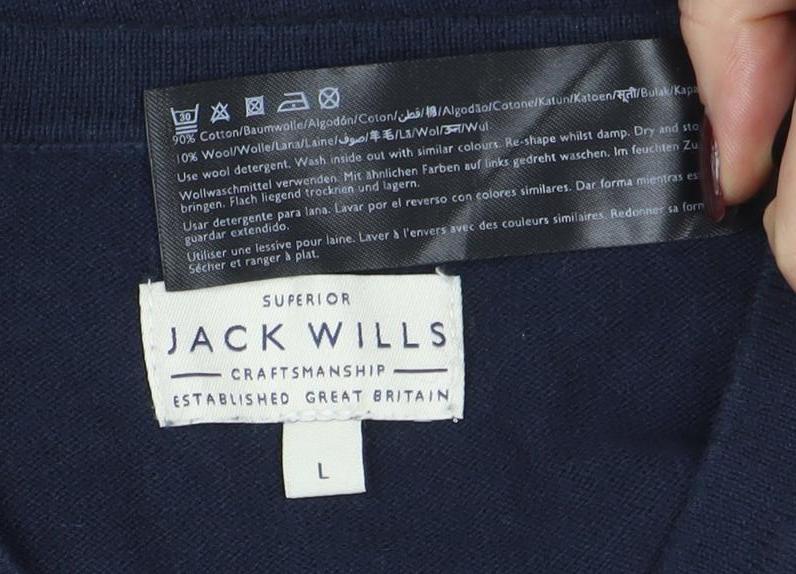 30
90% Cotton/Baumwolle/Algodón/Coton/قطن/棉/Algodão/Cotone/Katun/Katoen/सूती/Bulak/Kapa
10% Wool/Wolle/Lana/Laine/صوف/羊毛/Lã/Wol/ऊन/Wul
Use wool detergent. Wash inside out with similar colours. Re-shape whilst damp. Dry and sto
Wollwaschmittel verwenden. Mit ähnlichen Farben auf links gedreht waschen. Im feuchten Zu
bringen. Flach liegend trocknen und lagern.
Usar detergente para lana. Lavar por el reverso con colores similares. Dar forma mientras es
guardar extendido.
Utiliser une lessive pour laine. Laver à l'envers avec des couleurs similaires. Redonner sa for
Sécher et ranger à plat.
SUPERIOR
JACK WILLS
CRAFTSMANSHIP
ESTABLISHED GREAT BRITAIN
L